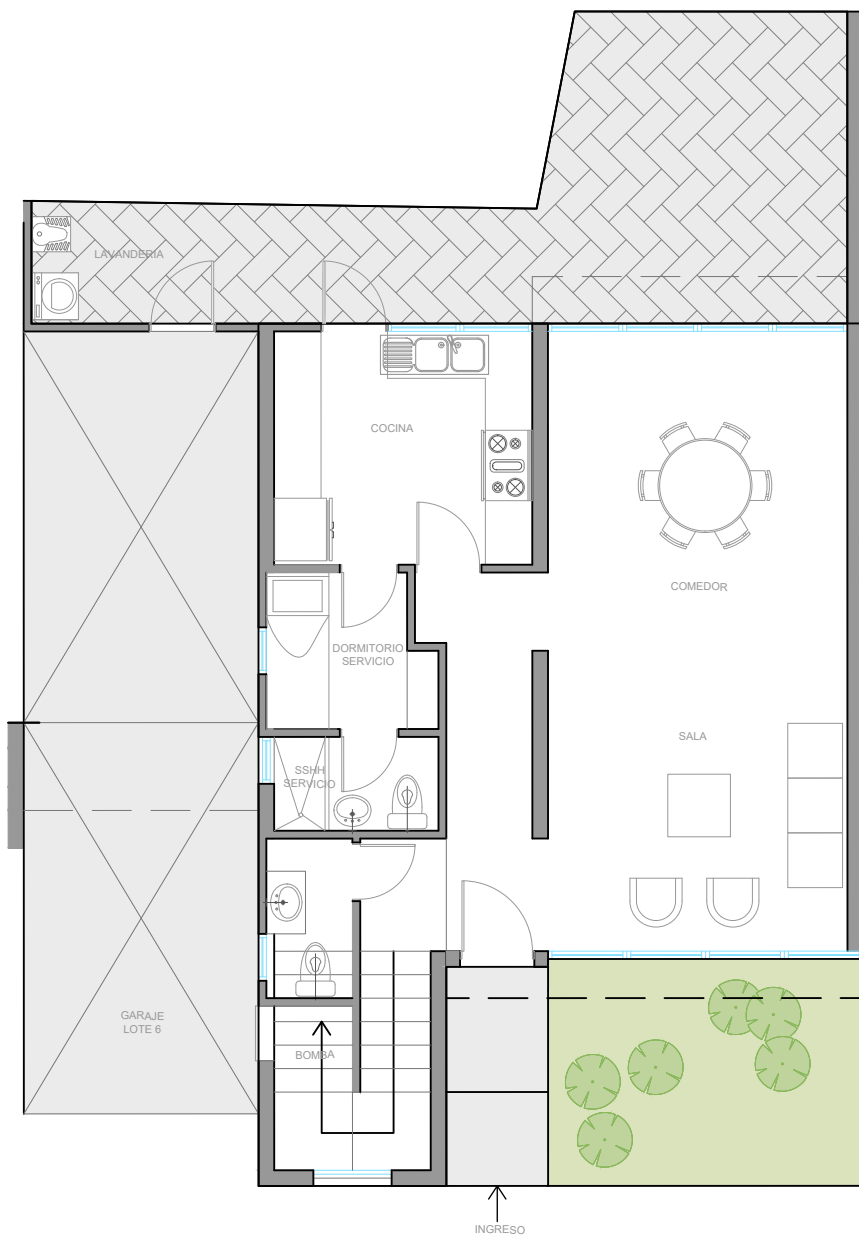 LAVANDERIA
COCINA
COMEDOR
DORMITORIO
SERVICIO
SALA
SSHH
SERVICIO
GARAJE
LOTE 6
BOMBA
INGRESO